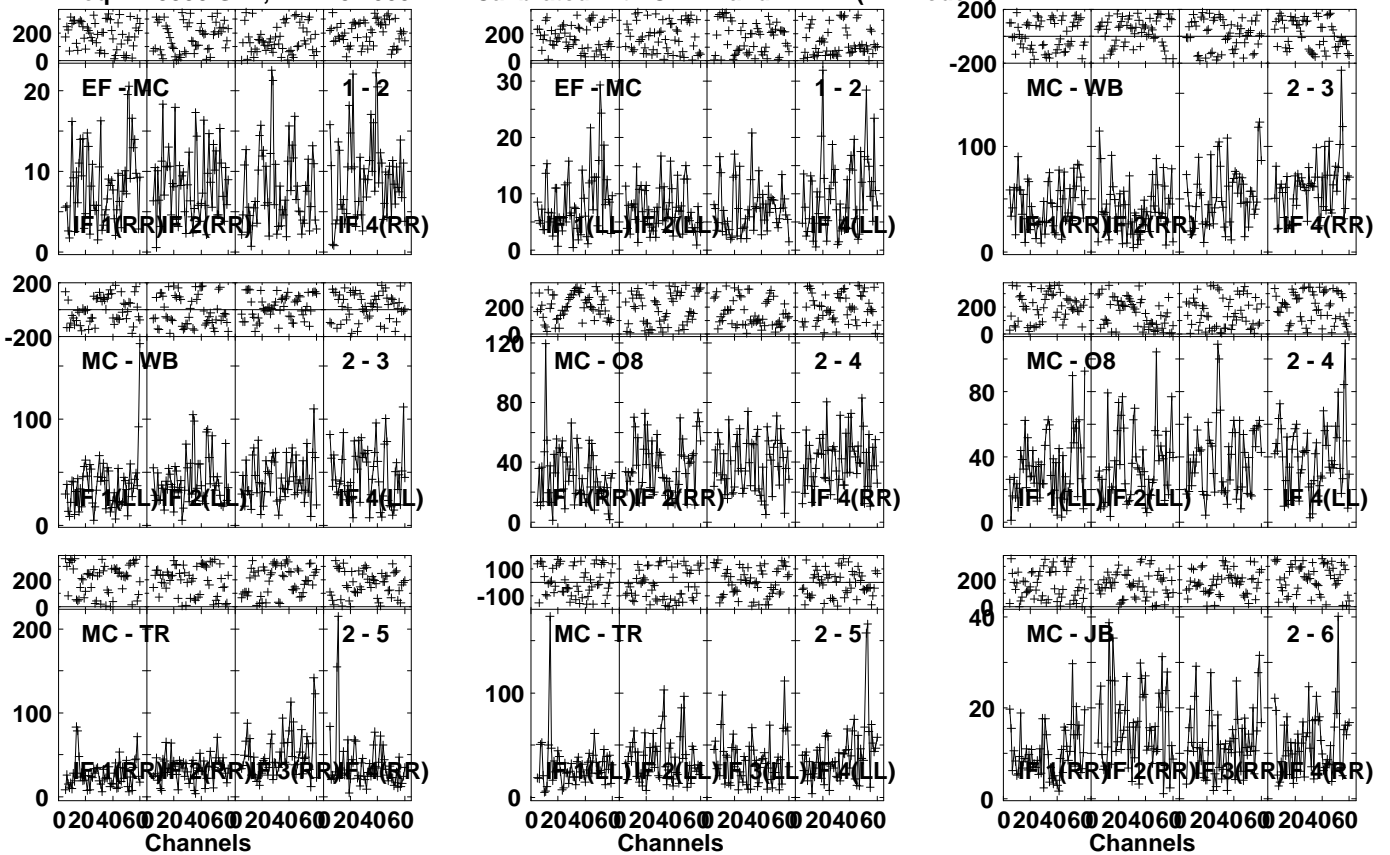 200
0
EF - MC 1 - 2
20
10
0
IF 1(RR) IF 2(RR) IF 4(RR)
200
0
EF - MC 1 - 2
30
20
10
0
IF 1(LL) IF 2(LL) IF 4(LL)
200
-200
MC - WB 2 - 3
100
0
IF 1(RR) IF 2(RR) IF 4(RR)
200
-200
MC - WB 2 - 3
100
0
IF 1(LL) IF 2(LL) IF 4(LL)
200
0
120
MC - O8 2 - 4
80
40
0
IF 1(RR) IF 2(RR) IF 4(RR)
200
0
MC - O8 2 - 4
80
40
0
IF 1(LL) IF 2(LL) IF 4(LL)
200
0
200
MC - TR 2 - 5
100
0
IF 1(RR) IF 2(RR) IF 3(RR) IF 4(RR)
0 204060 0 204060 0 204060 0 204060
Channels
100
-100
MC - TR 2 - 5
100
0
IF 1(LL) IF 2(LL) IF 3(LL) IF 4(LL)
0 204060 0 204060 0 204060 0 204060
Channels
200
0
40
MC - JB 2 - 6
20
0
IF 1(RR) IF 2(RR) IF 3(RR) IF 4(RR)
0 204060 0 204060 0 204060 0 204060
Channels